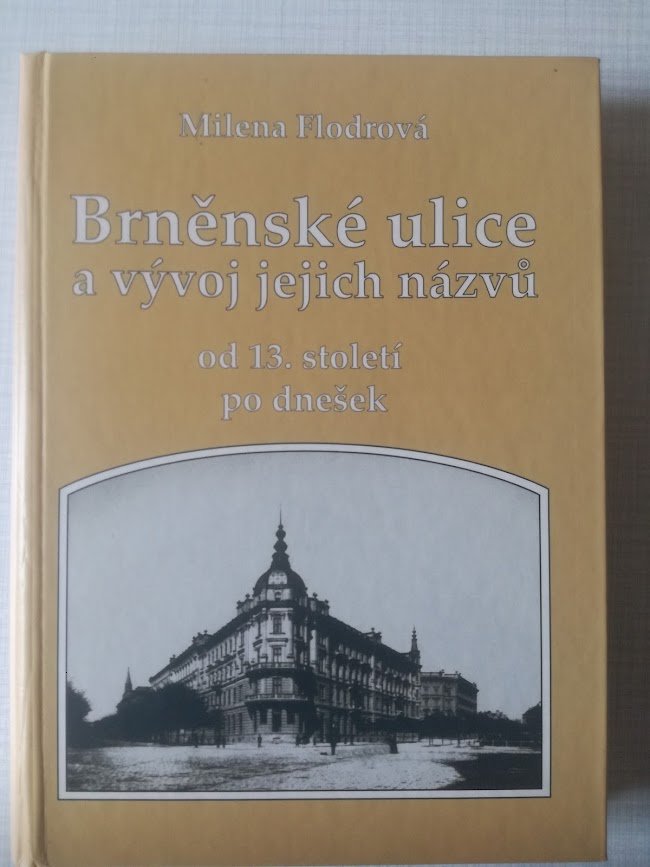 Milena Flodrová
Brněnské ulice
a vývoj jejich názvů
od 13. století
po dnešek